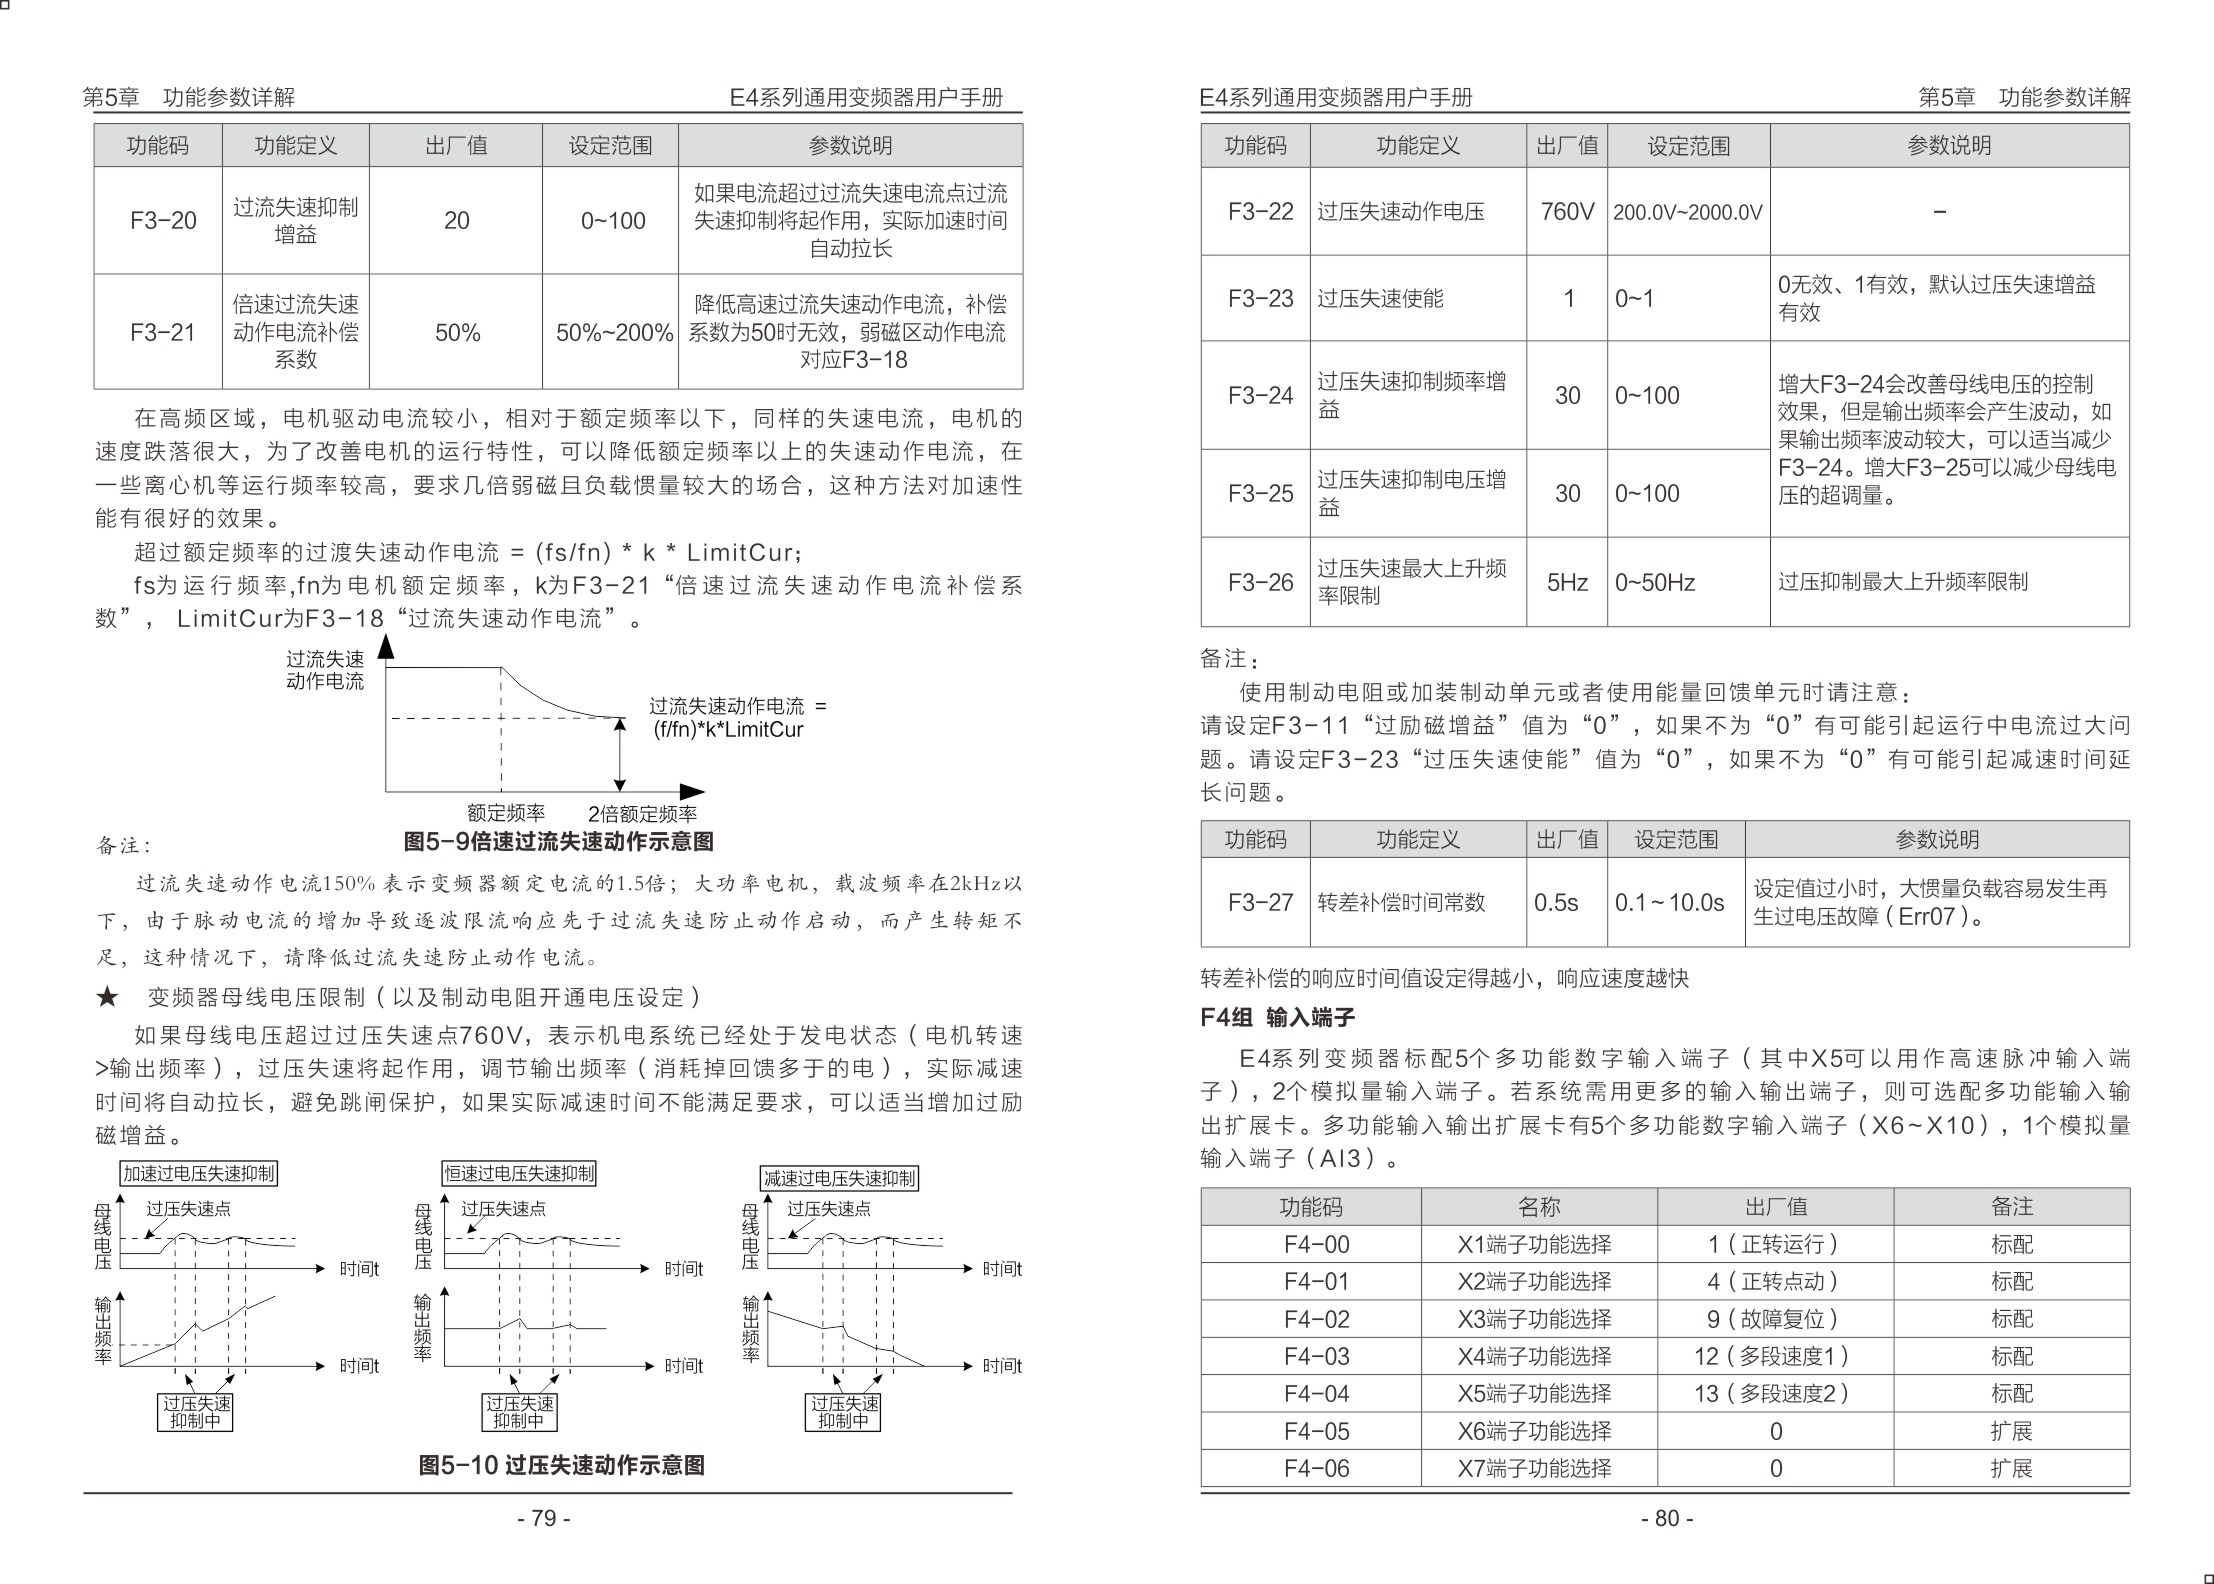 第5章 功能参数详解 E4系列通用变频器用户手册
功能码 功能定义 出厂值 设定范围 参数说明
F3-20 过流失速抑制增益 20 0~100 如果电流超过过流失速电流点过流失速抑制将起作用，实际加速时间自动拉长
F3-21 倍速过流失速动作电流补偿系数 50% 50%~200% 降低高速过流失速动作电流，补偿系数为50时无效，弱磁区动作电流对应F3-18
在高频区域，电机驱动电流较小，相对于额定频率以下，同样的失速电流，电机的
速度跌落很大，为了改善电机的运行特性，可以降低额定频率以上的失速动作电流，在
一些离心机等运行频率较高，要求几倍弱磁且负载惯量较大的场合，这种方法对加速性
能有很好的效果。
超过额定频率的过渡失速动作电流 = (fs/fn) * k * LimitCur；
fs为运行频率,fn为电机额定频率，k为F3-21“倍速过流失速动作电流补偿系
数”， LimitCur为F3-18“过流失速动作电流”。
过流失速
动作电流
过流失速动作电流 =
(f/fn)*k*LimitCur
额定频率 2倍额定频率
图5-9倍速过流失速动作示意图
备注：
过流失速动作电流150%表示变频器额定电流的1.5倍；大功率电机，载波频率在2kHz以
下，由于脉动电流的增加导致逐波限流响应先于过流失速防止动作启动，而产生转矩不
足，这种情况下，请降低过流失速防止动作电流。
★ 变频器母线电压限制（以及制动电阻开通电压设定）
如果母线电压超过过压失速点760V，表示机电系统已经处于发电状态（电机转速
>输出频率），过压失速将起作用，调节输出频率（消耗掉回馈多于的电），实际减速
时间将自动拉长，避免跳闸保护，如果实际减速时间不能满足要求，可以适当增加过励
磁增益。
加速过电压失速抑制 恒速过电压失速抑制 减速过电压失速抑制
母线电压 过压失速点 时间t 母线电压 过压失速点 时间t 母线电压 过压失速点 时间t
输出频率 时间t 输出频率 时间t 输出频率 时间t
过压失速 过压失速 过压失速
抑制中 抑制中 抑制中
图5-10 过压失速动作示意图
- 79 -
E4系列通用变频器用户手册 第5章 功能参数详解
功能码 功能定义 出厂值 设定范围 参数说明
F3-22 过压失速动作电压 760V 200.0V~2000.0V -
F3-23 过压失速使能 1 0~1 0无效、1有效，默认过压失速增益有效
F3-24 过压失速抑制频率增益 30 0~100 增大F3-24会改善母线电压的控制
效果，但是输出频率会产生波动，如
果输出频率波动较大，可以适当减少
F3-24。增大F3-25可以减少母线电
压的超调量。
F3-25 过压失速抑制电压增益 30 0~100
F3-26 过压失速最大上升频率限制 5Hz 0~50Hz 过压抑制最大上升频率限制
备注：
使用制动电阻或加装制动单元或者使用能量回馈单元时请注意：
请设定F3-11“过励磁增益”值为“0”，如果不为“0”有可能引起运行中电流过大问
题。请设定F3-23“过压失速使能”值为“0”，如果不为“0”有可能引起减速时间延
长问题。
功能码 功能定义 出厂值 设定范围 参数说明
F3-27 转差补偿时间常数 0.5s 0.1~10.0s 设定值过小时，大惯量负载容易发生再生过电压故障（Err07）。
转差补偿的响应时间值设定得越小，响应速度越快
F4组 输入端子
E4系列变频器标配5个多功能数字输入端子（其中X5可以用作高速脉冲输入端
子），2个模拟量输入端子。若系统需用更多的输入输出端子，则可选配多功能输入输
出扩展卡。多功能输入输出扩展卡有5个多功能数字输入端子（X6~X10），1个模拟量
输入端子（AI3）。
功能码 名称 出厂值 备注
F4-00 X1端子功能选择 1（正转运行） 标配
F4-01 X2端子功能选择 4（正转点动） 标配
F4-02 X3端子功能选择 9（故障复位） 标配
F4-03 X4端子功能选择 12（多段速度1） 标配
F4-04 X5端子功能选择 13（多段速度2） 标配
F4-05 X6端子功能选择 0 扩展
F4-06 X7端子功能选择 0 扩展
- 80 -